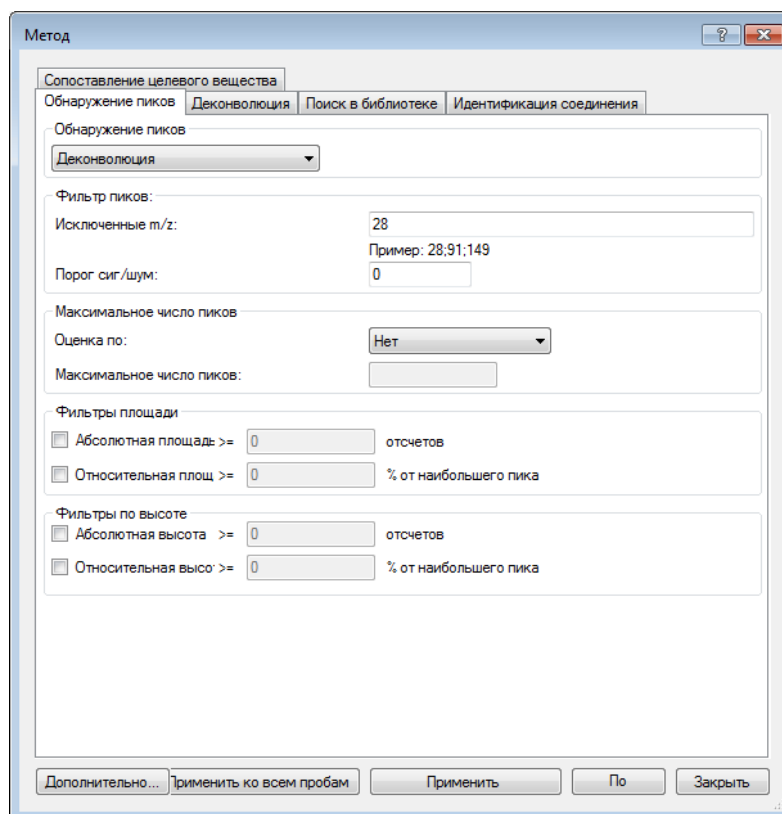 Метод
Сопоставление целевого вещества
Обнаружение пиков Деконволюция Поиск в библиотеке Идентификация соединения
Обнаружение пиков
Деконволюция
Фильтр пиков:
Исключенные m/z: 28
Пример: 28;91;149
Порог сиг/шум: 0
Максимальное число пиков
Оценка по: Нет
Максимальное число пиков:
Фильтры площади
Абсолютная площадь >= 0 отсчетов
Относительная площ >= 0 % от наибольшего пика
Фильтры по высоте
Абсолютная высота >= 0 отсчетов
Относительная высо >= 0 % от наибольшего пика
Дополнительно... Применить ко всем пробам Применить По Закрыть